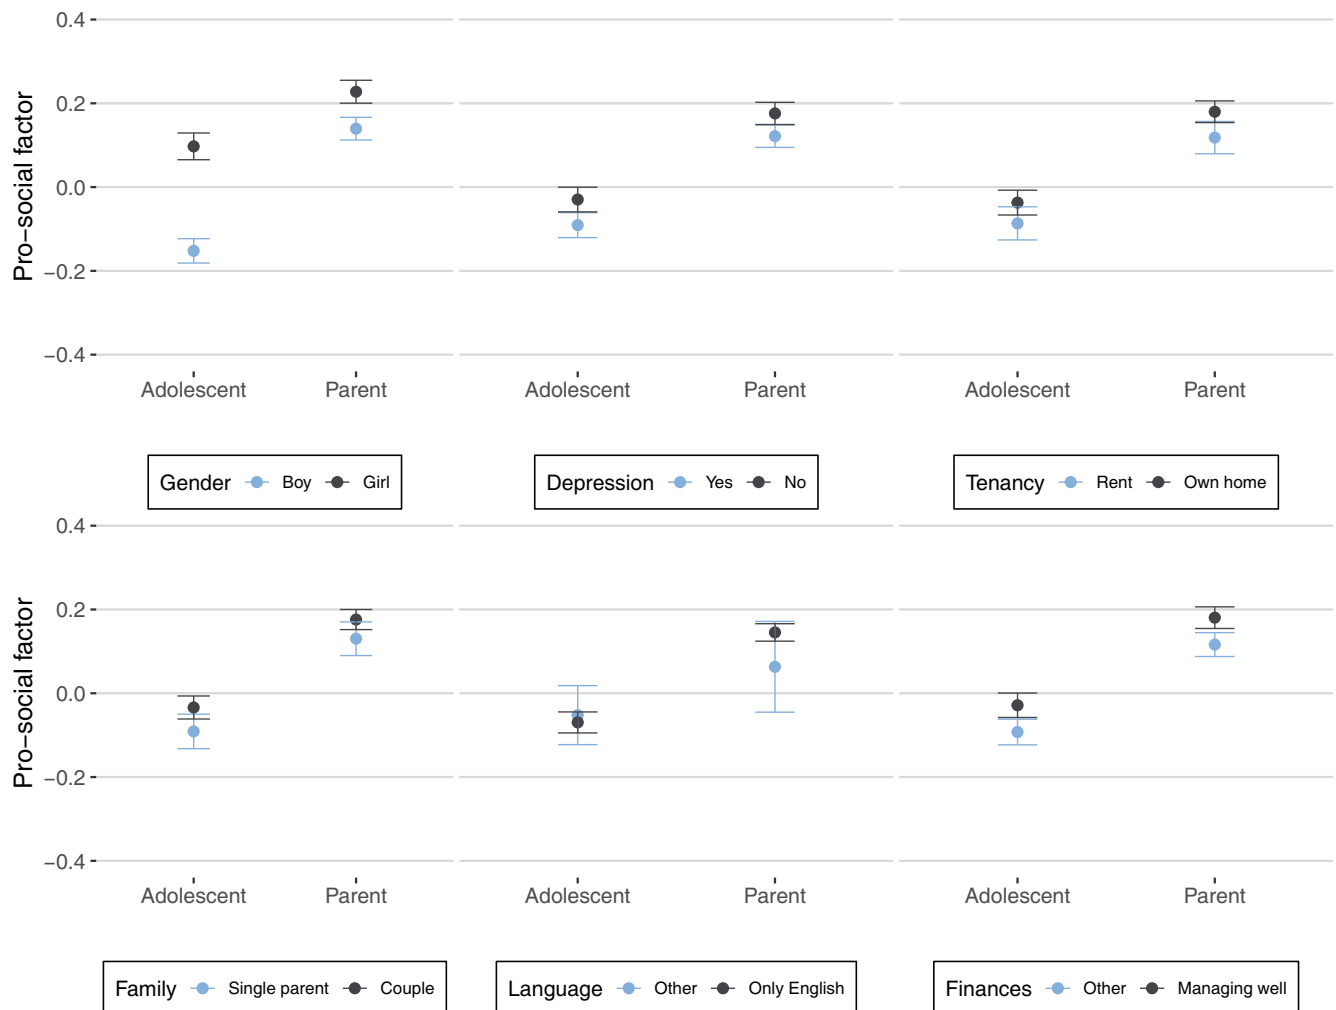 Pro−social factor
0.4
0.2
0.0
−0.2
−0.4
Adolescent Parent Adolescent Parent Adolescent Parent
Gender Boy Girl Depression Yes No Tenancy Rent Own home
Pro−social factor
0.4
0.2
0.0
−0.2
−0.4
Adolescent Parent Adolescent Parent Adolescent Parent
Family Single parent Couple Language Other Only English Finances Other Managing well